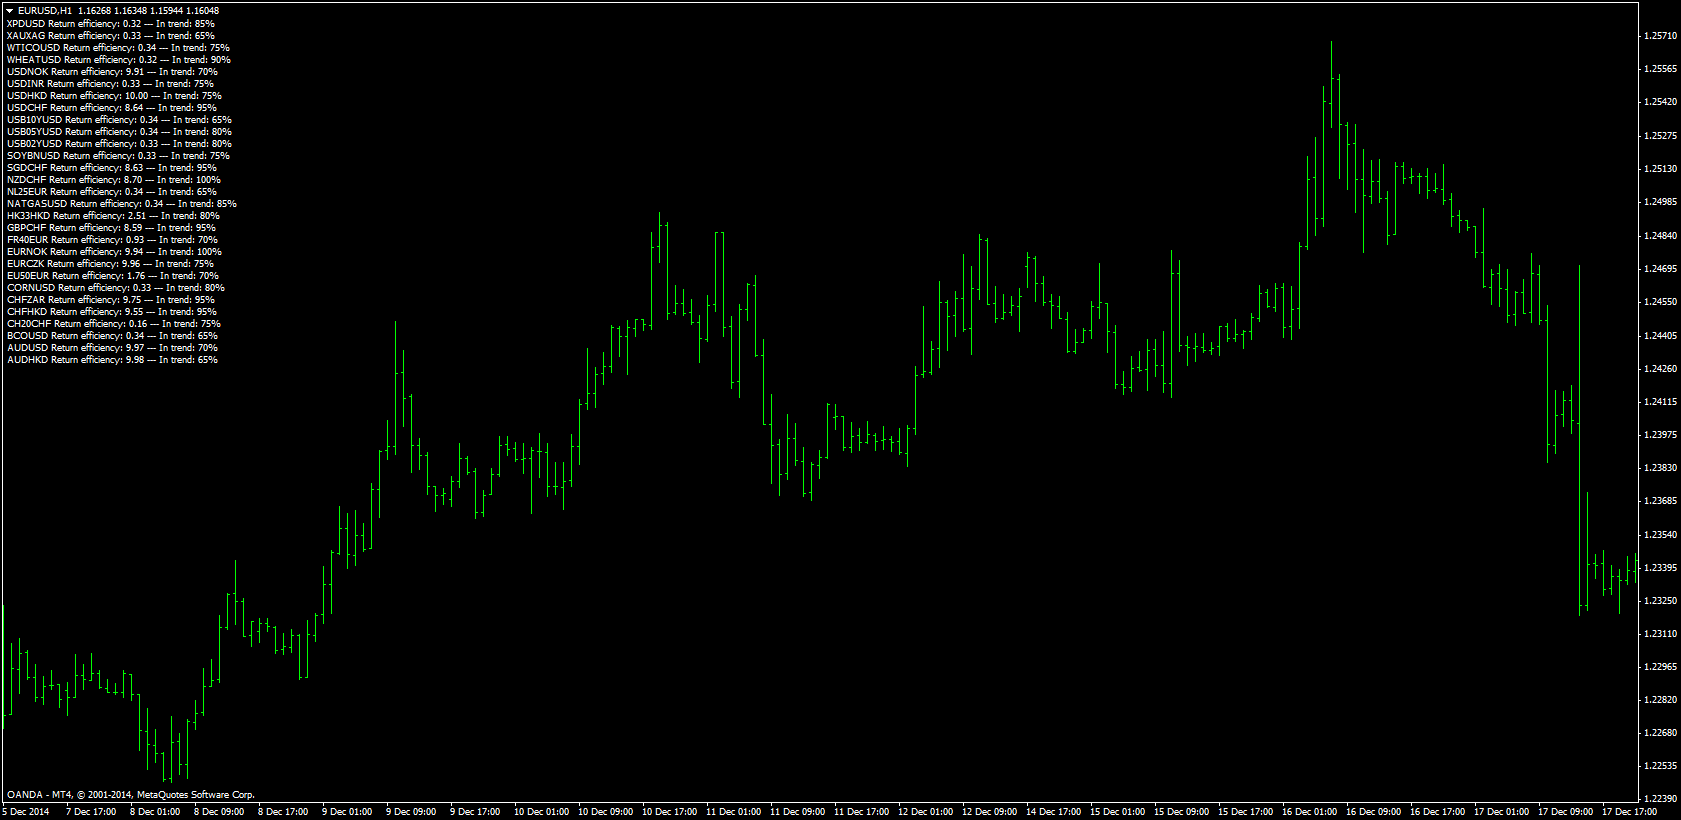 EURUSD,H1 1.16268 1.16348 1.15944 1.16048
XPDUSD Return efficiency: 0.32 --- In trend: 85%
XAUXAG Return efficiency: 0.33 --- In trend: 65%
WTICOUSD Return efficiency: 0.34 --- In trend: 75%
WHEATUSD Return efficiency: 0.32 --- In trend: 90%
USDNOK Return efficiency: 9.91 --- In trend: 70%
USDINR Return efficiency: 0.33 --- In trend: 75%
USDHKD Return efficiency: 10.00 --- In trend: 75%
USDCHF Return efficiency: 8.64 --- In trend: 95%
USB10YUSD Return efficiency: 0.34 --- In trend: 65%
USB05YUSD Return efficiency: 0.34 --- In trend: 80%
USB02YUSD Return efficiency: 0.33 --- In trend: 80%
SOYBNUSD Return efficiency: 0.33 --- In trend: 75%
SGDCHF Return efficiency: 8.63 --- In trend: 95%
NZDCHF Return efficiency: 8.70 --- In trend: 100%
NL25EUR Return efficiency: 0.34 --- In trend: 65%
NATGASUSD Return efficiency: 0.34 --- In trend: 85%
HK33HKD Return efficiency: 2.51 --- In trend: 80%
GBPCHF Return efficiency: 8.59 --- In trend: 95%
FR40EUR Return efficiency: 0.93 --- In trend: 70%
EURNOK Return efficiency: 9.94 --- In trend: 100%
EURCZK Return efficiency: 9.96 --- In trend: 75%
EU50EUR Return efficiency: 1.76 --- In trend: 70%
CORNUSD Return efficiency: 0.33 --- In trend: 80%
CHFZAR Return efficiency: 9.75 --- In trend: 95%
CHFHKD Return efficiency: 9.55 --- In trend: 95%
CH20CHF Return efficiency: 0.16 --- In trend: 75%
BCOUSD Return efficiency: 0.34 --- In trend: 65%
AUDUSD Return efficiency: 9.97 --- In trend: 70%
AUDHKD Return efficiency: 9.98 --- In trend: 65%
1.25710
1.25565
1.25420
1.25275
1.25130
1.24985
1.24840
1.24695
1.24550
1.24405
1.24260
1.24115
1.23975
1.23830
1.23685
1.23540
1.23395
1.23250
1.23110
1.22965
1.22820
1.22680
1.22535
1.22390
OANDA - MT4, © 2001-2014, MetaQuotes Software Corp.
5 Dec 2014 7 Dec 17:00 8 Dec 01:00 8 Dec 09:00 8 Dec 17:00 9 Dec 01:00 9 Dec 09:00 9 Dec 17:00 10 Dec 01:00 10 Dec 09:00 10 Dec 17:00 11 Dec 01:00 11 Dec 09:00 11 Dec 17:00 12 Dec 01:00 12 Dec 09:00 14 Dec 17:00 15 Dec 01:00 15 Dec 09:00 15 Dec 17:00 16 Dec 01:00 16 Dec 09:00 16 Dec 17:00 17 Dec 01:00 17 Dec 09:00 17 Dec 17:00